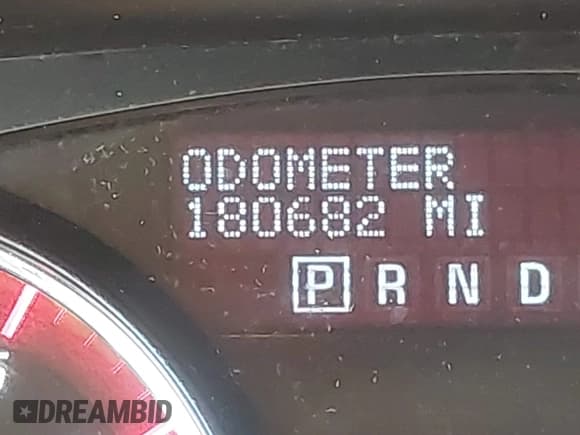 ODOMETER
180682 MI
P R N D
DREAMBID